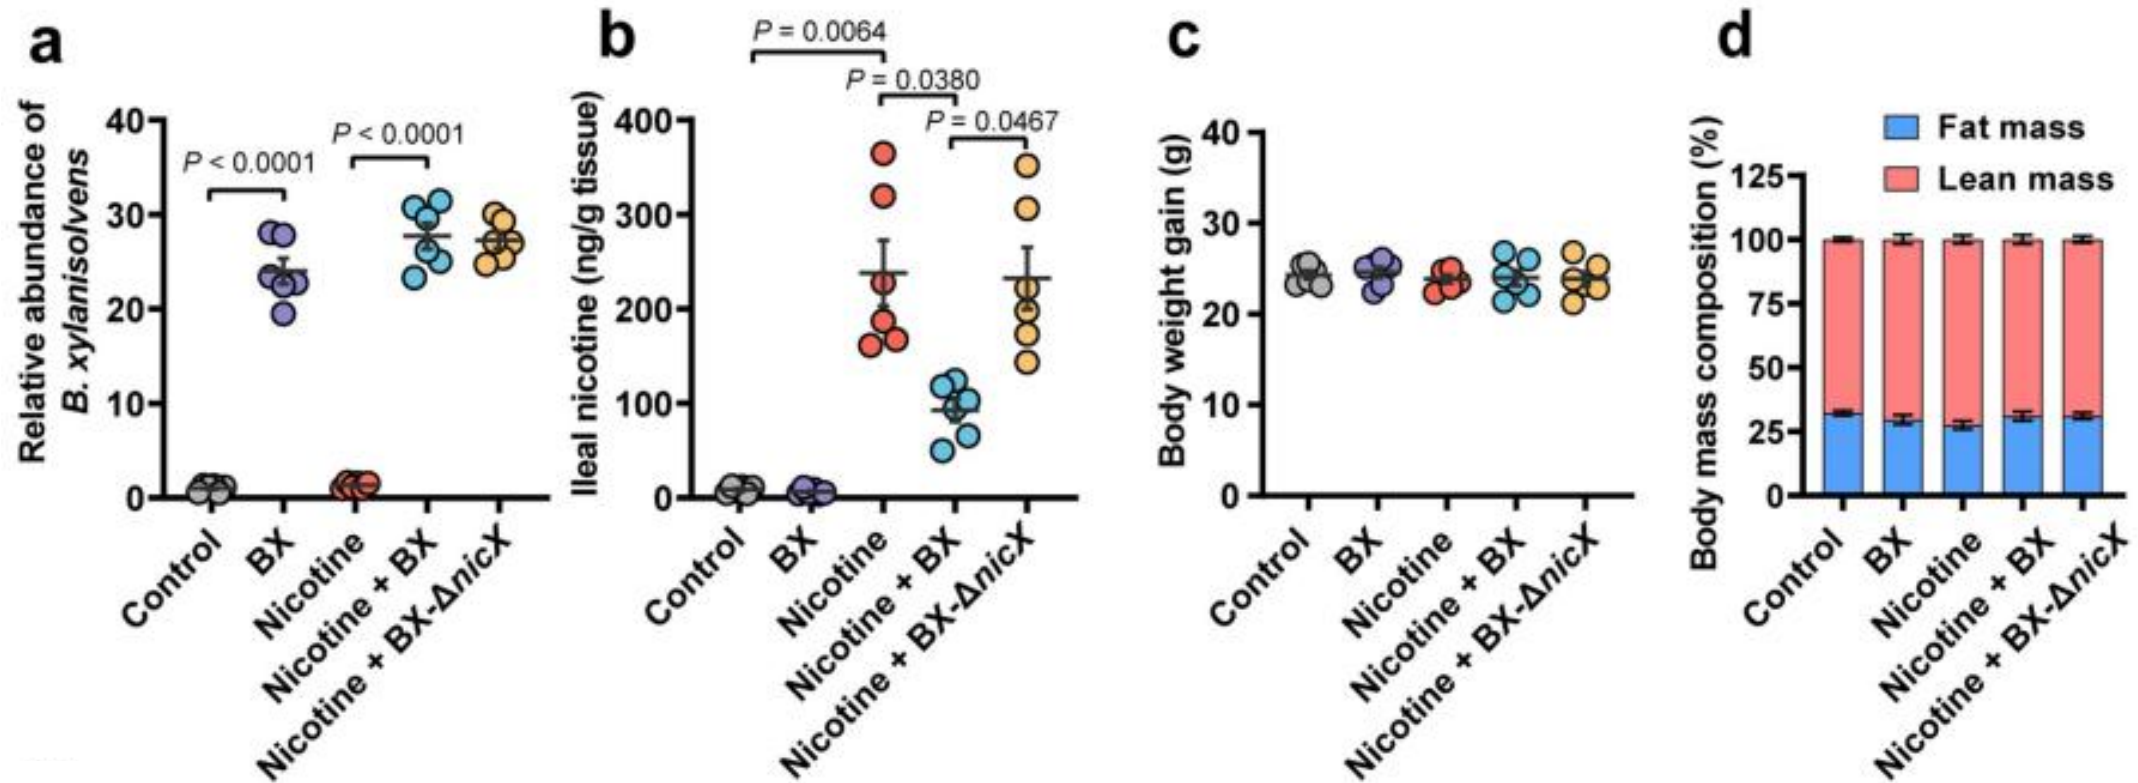 a
Relative abundance of
B. xylanisolvens
40
30
20
10
0
P < 0.0001
P < 0.0001
Control
BX
Nicotine
Nicotine + BX
Nicotine + BX-ΔnicX
b
Ileal nicotine (ng/g tissue)
400
300
200
100
0
P = 0.0064
P = 0.0380
P = 0.0467
Control
BX
Nicotine
Nicotine + BX
Nicotine + BX-ΔnicX
c
Body weight gain (g)
40
30
20
10
0
Control
BX
Nicotine
Nicotine + BX
Nicotine + BX-ΔnicX
d
Body mass composition (%)
Fat mass
Lean mass
125
100
75
50
25
0
Control
BX
Nicotine
Nicotine + BX
Nicotine + BX-ΔnicX